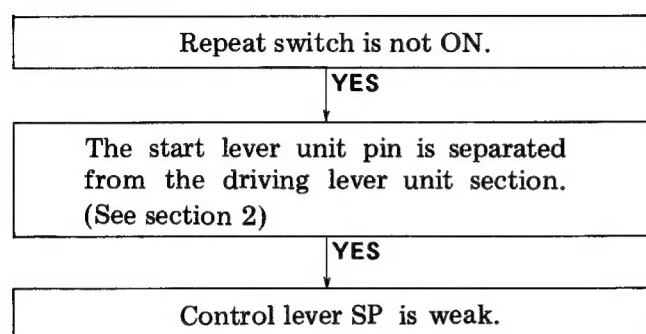 Repeat switch is not ON.
YES
The start lever unit pin is separated
from the driving lever unit section.
(See section 2)
YES
Control lever SP is weak.